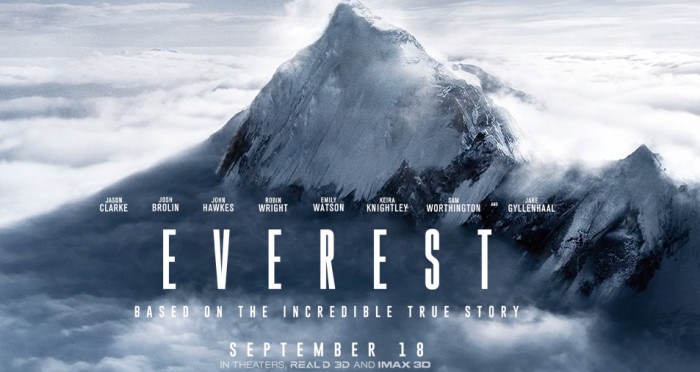 JASON JOSH JOHN ROBIN EMILY KEIRA SAM JAKE
CLARKE BROLIN HAWKES WRIGHT WATSON KNIGHTLEY WORTHINGTON AND GYLLENHAAL
EVEREST
BASED ON THE INCREDIBLE TRUE STORY
SEPTEMBER 18
IN THEATERS, REAL D 3D AND IMAX 3D